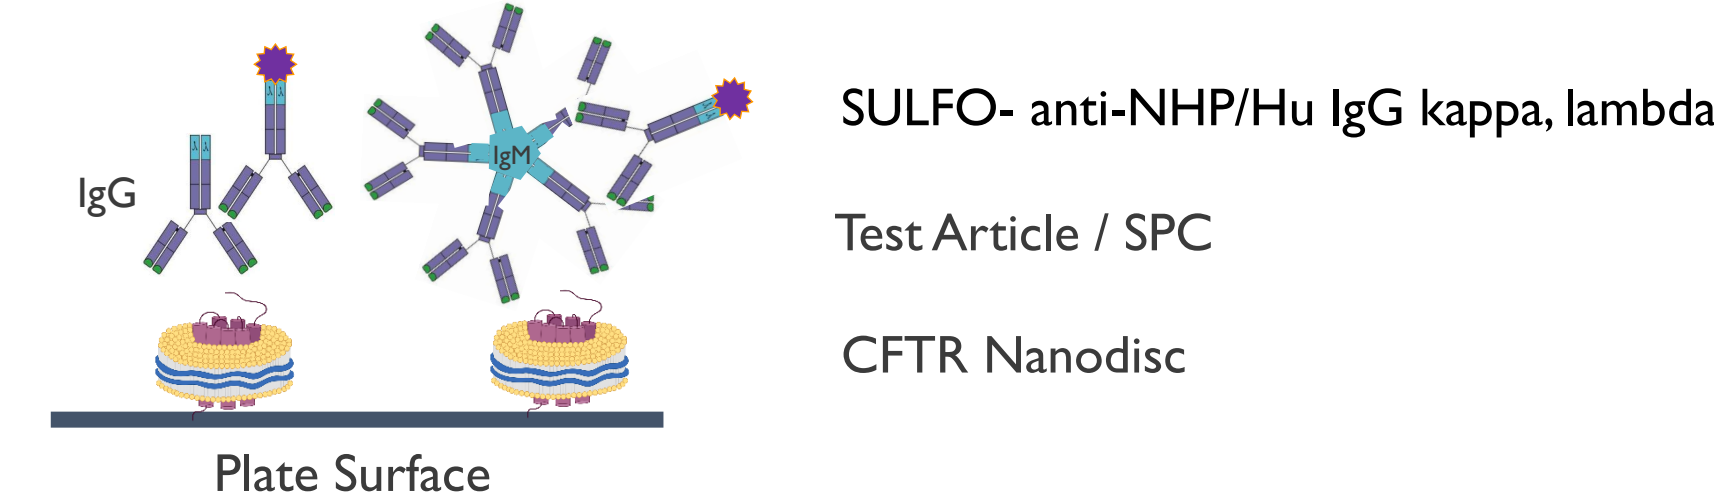 SULFO- anti-NHP/Hu IgG kappa, lambda
IgG
IgM
Test Article / SPC
CFTR Nanodisc
Plate Surface